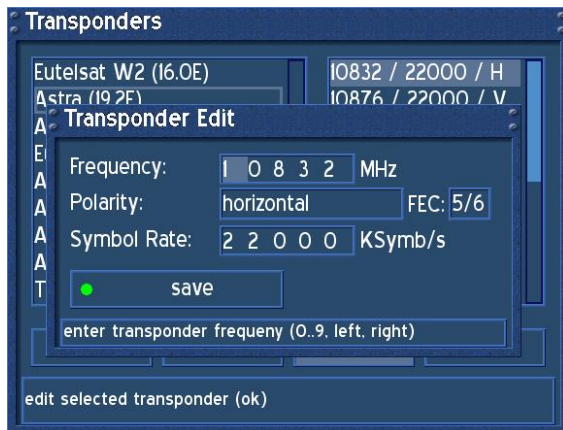 Transponders
Eutelsat W2 (16.0E)
10832 / 22000 / H
Astra (19.2E)
10876 / 22000 / V
Transponder Edit
Frequency: 1 0 8 3 2 MHz
Polarity: horizontal FEC: 5/6
Symbol Rate: 2 2 0 0 0 KSymb/s
save
enter transponder frequeny (0..9, left, right)
edit selected transponder (ok)